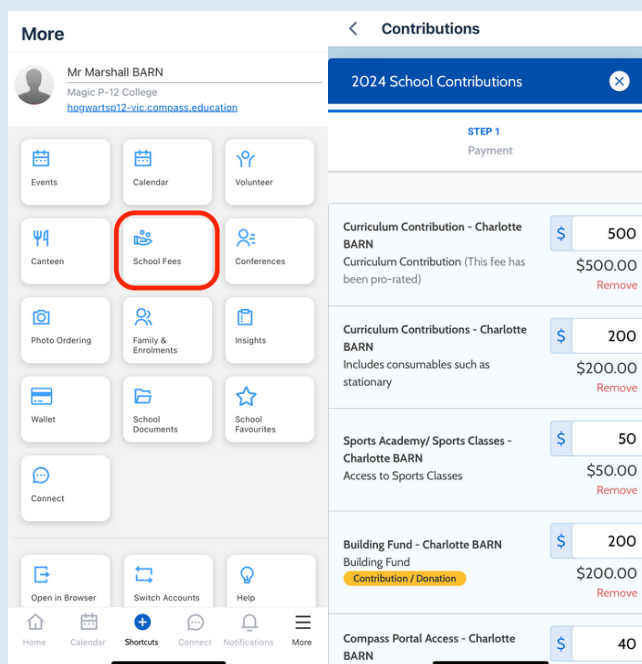 More
Mr Marshall BARN
Magic P-12 College
hogwartsp12-vic.compass.education
Events
Calendar
Volunteer
Canteen
School Fees
Conferences
Photo Ordering
Family &
Enrolments
Insights
Wallet
School
Documents
School
Favourites
Connect
Open in Browser
Switch Accounts
Help
Home
Calendar
Shortcuts
Connect
Notifications
More
Contributions
2024 School Contributions
STEP 1
Payment
Curriculum Contribution - Charlotte
BARN
Curriculum Contribution (This fee has
been pro-rated)
$ 500
$500.00
Remove
Curriculum Contributions - Charlotte
BARN
Includes consumables such as
stationary
$ 200
$200.00
Remove
Sports Academy/ Sports Classes -
Charlotte BARN
Access to Sports Classes
$ 50
$50.00
Remove
Building Fund - Charlotte BARN
Building Fund
Contribution / Donation
$ 200
$200.00
Remove
Compass Portal Access - Charlotte
BARN
$ 40